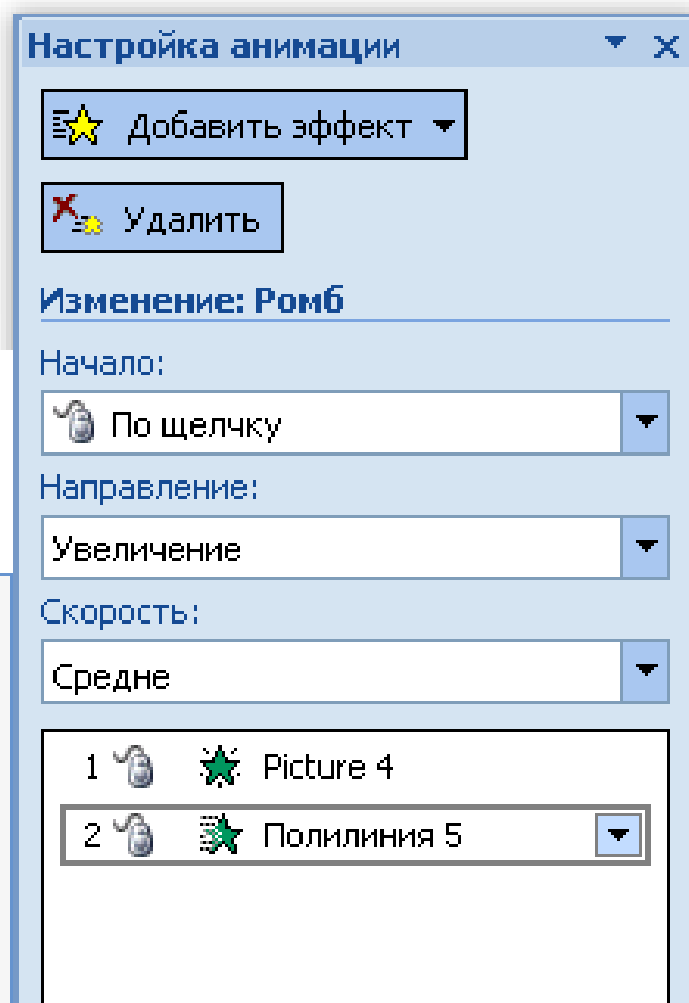 Настройка анимации
Добавить эффект
Удалить
Изменение: Ромб
Начало:
По щелчку
Направление:
Увеличение
Скорость:
Средне
1 Picture 4
2 Полилиния 5